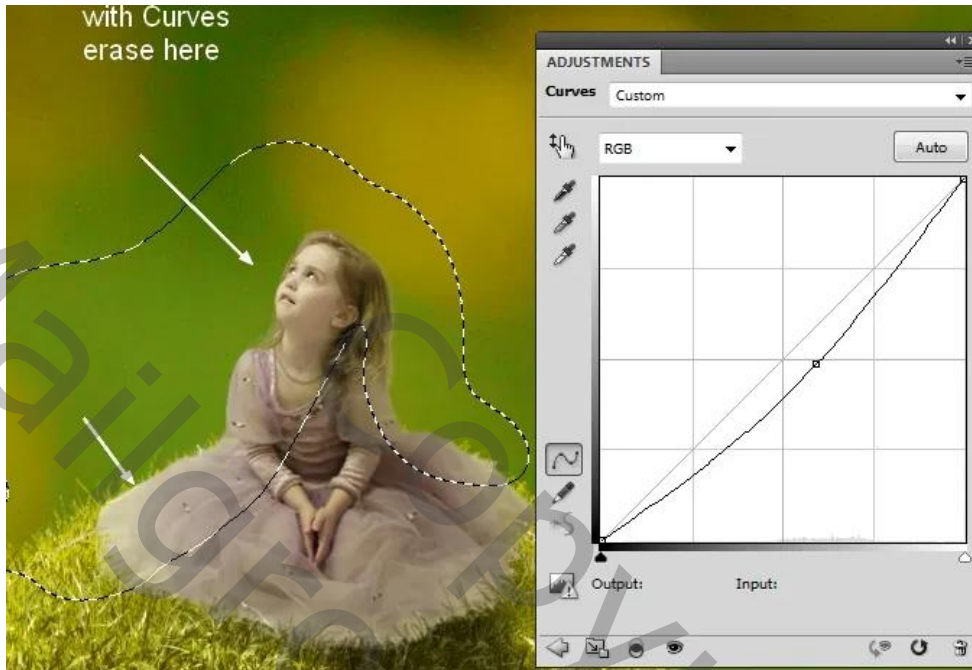 with Curves
erase here
ADJUSTMENTS
Curves Custom
RGB Auto
Output: Input: